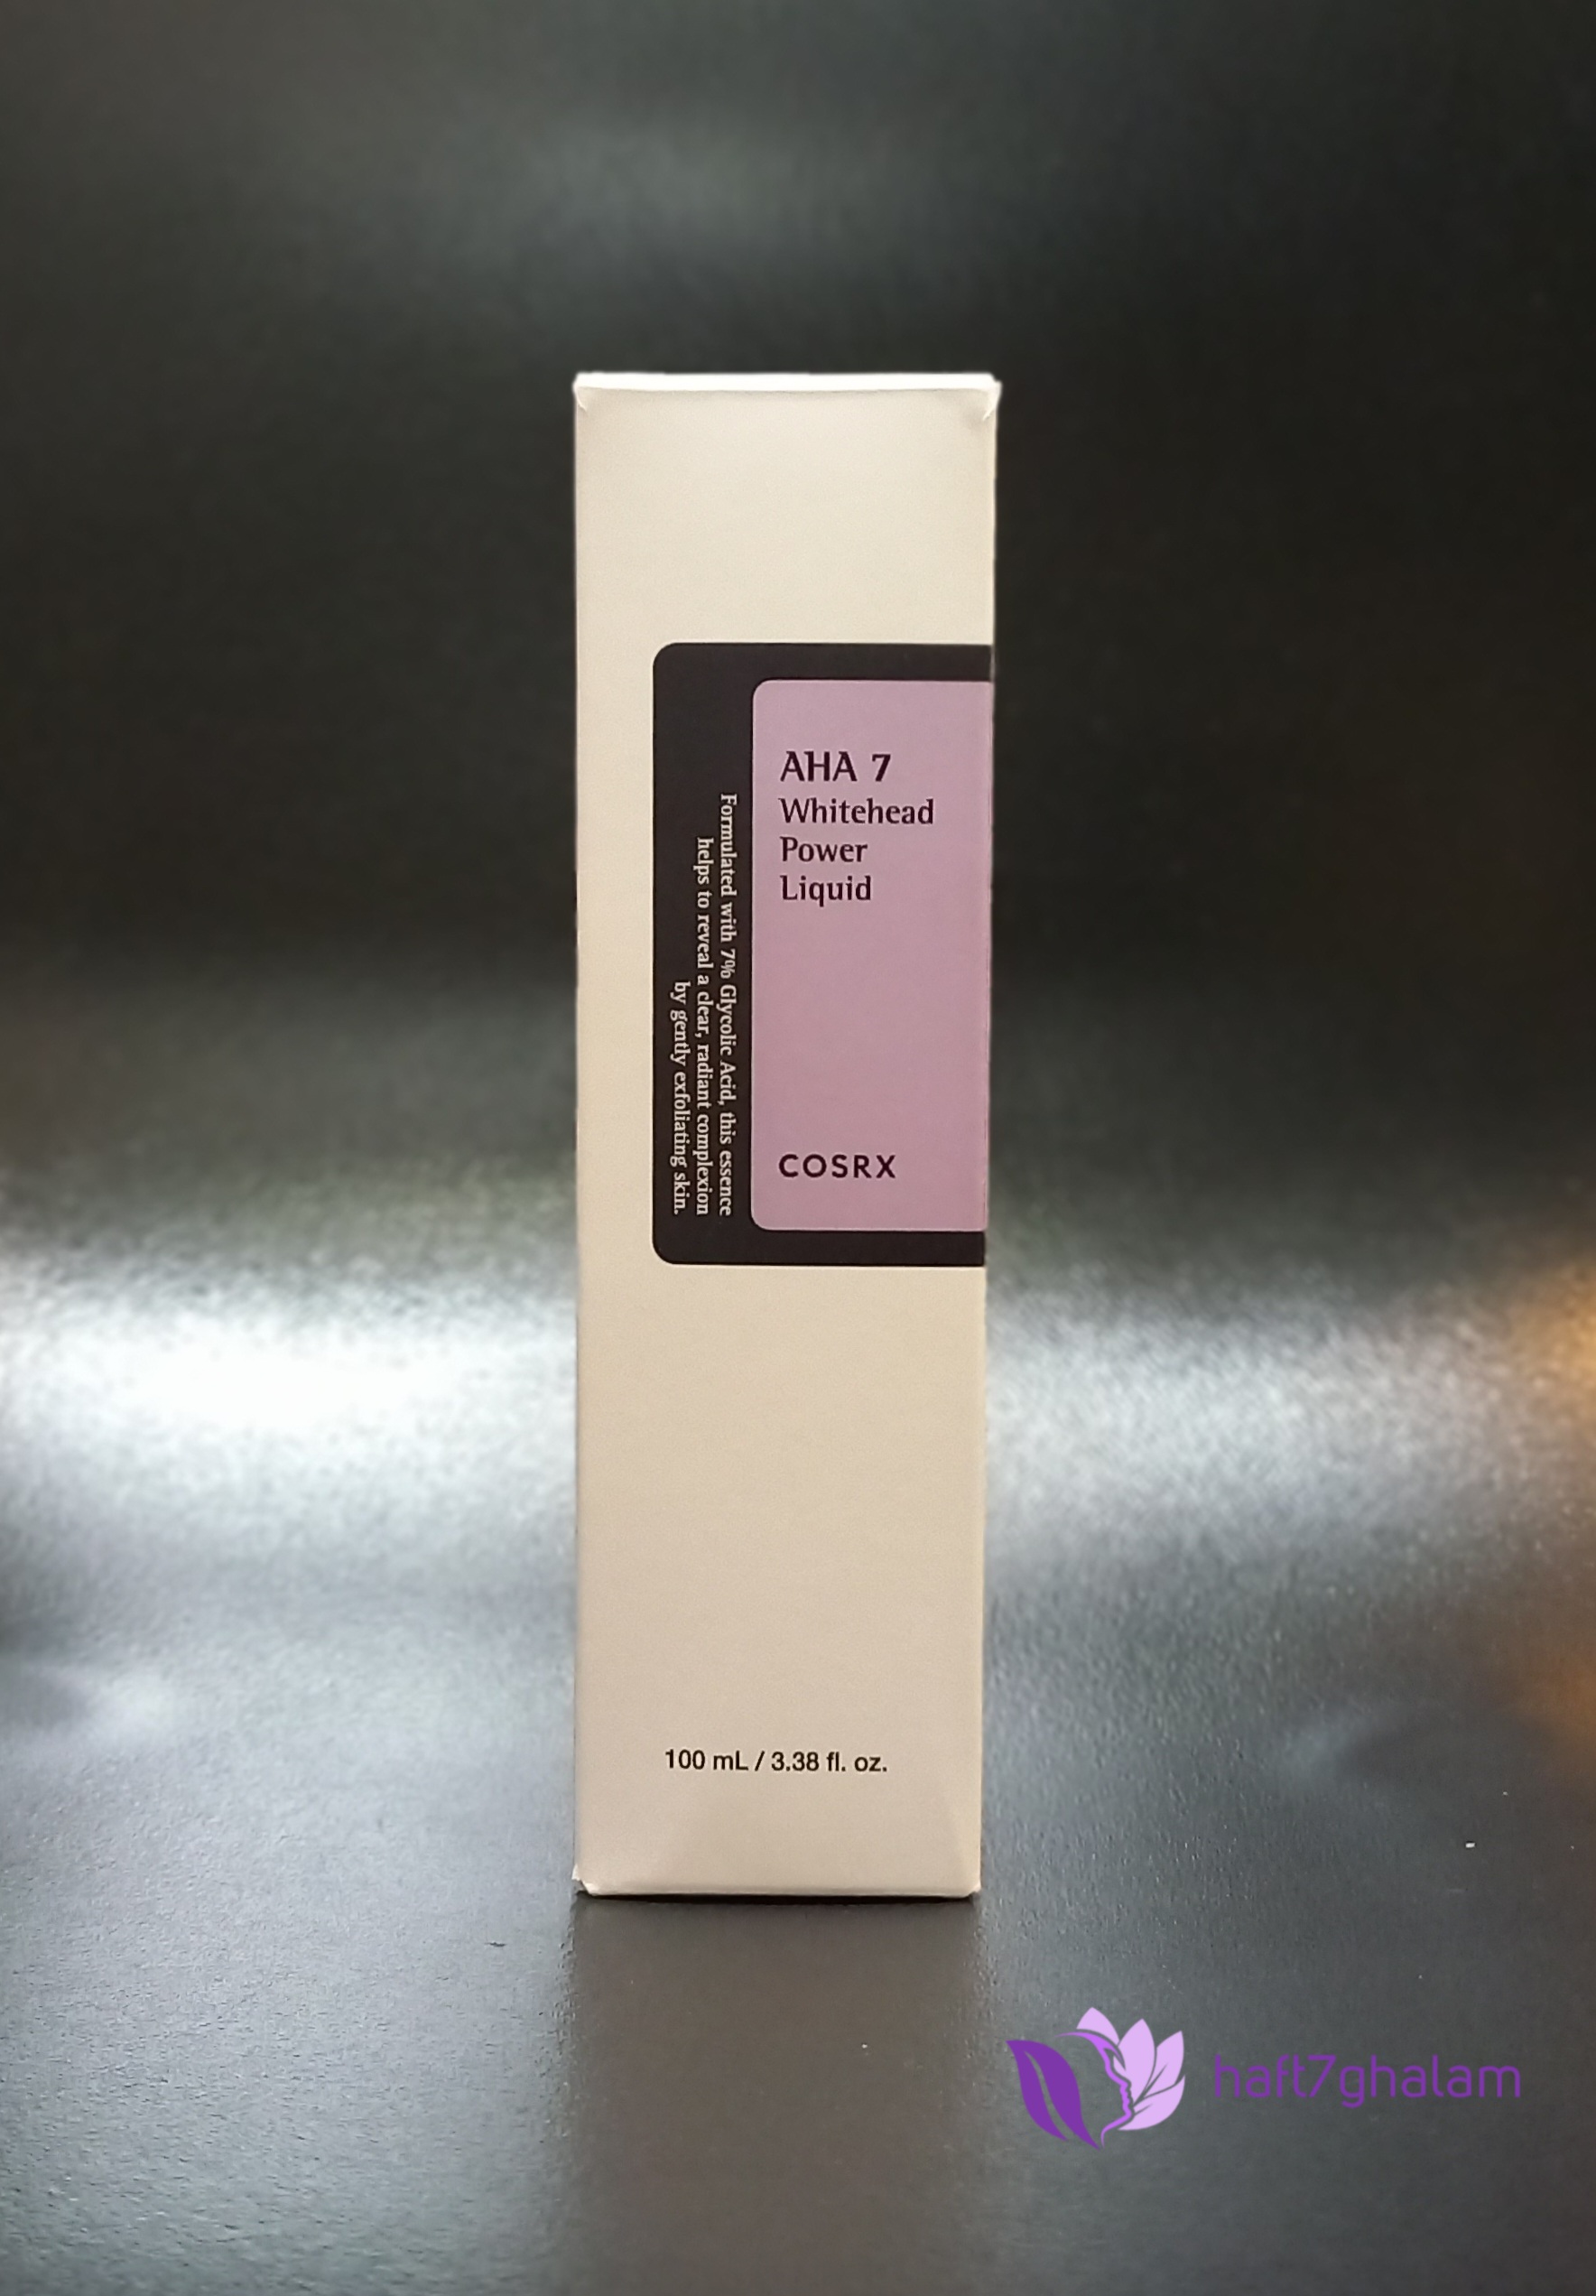 AHA 7
Whitehead
Power
Liquid
COSRX
Formulated with 7% Glycolic Acid, this essence
helps to reveal a clear, radiant complexion
by gently exfoliating skin.
100 mL / 3.38 fl. oz.
haft7ghalam